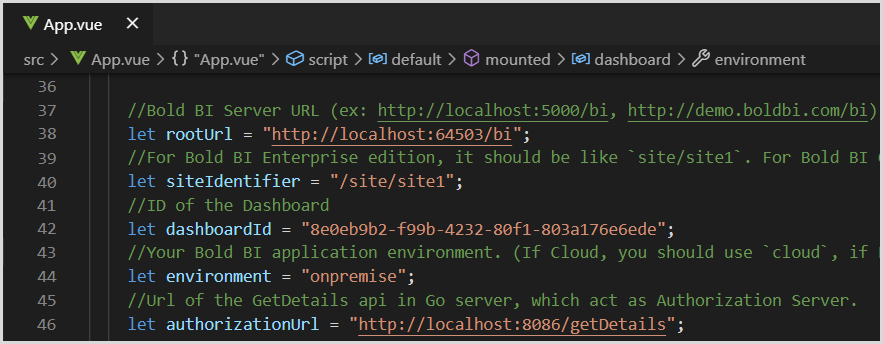 App.vue
src > App.vue > {} "App.vue" > script > default > mounted > dashboard > environment
36
37 //Bold BI Server URL (ex: http://localhost:5000/bi, http://demo.boldbi.com/bi)
38 let rootUrl = "http://localhost:64503/bi";
39 //For Bold BI Enterprise edition, it should be like `site/site1`. For Bold BI
40 let siteIdentifier = "/site/site1";
41 //ID of the Dashboard
42 let dashboardId = "8e0eb9b2-f99b-4232-80f1-803a176e6ede";
43 //Your Bold BI application environment. (If Cloud, you should use `cloud`, if
44 let environment = "onpremise";
45 //Url of the GetDetails api in Go server, which act as Authorization Server.
46 let authorizationUrl = "http://localhost:8086/getDetails";